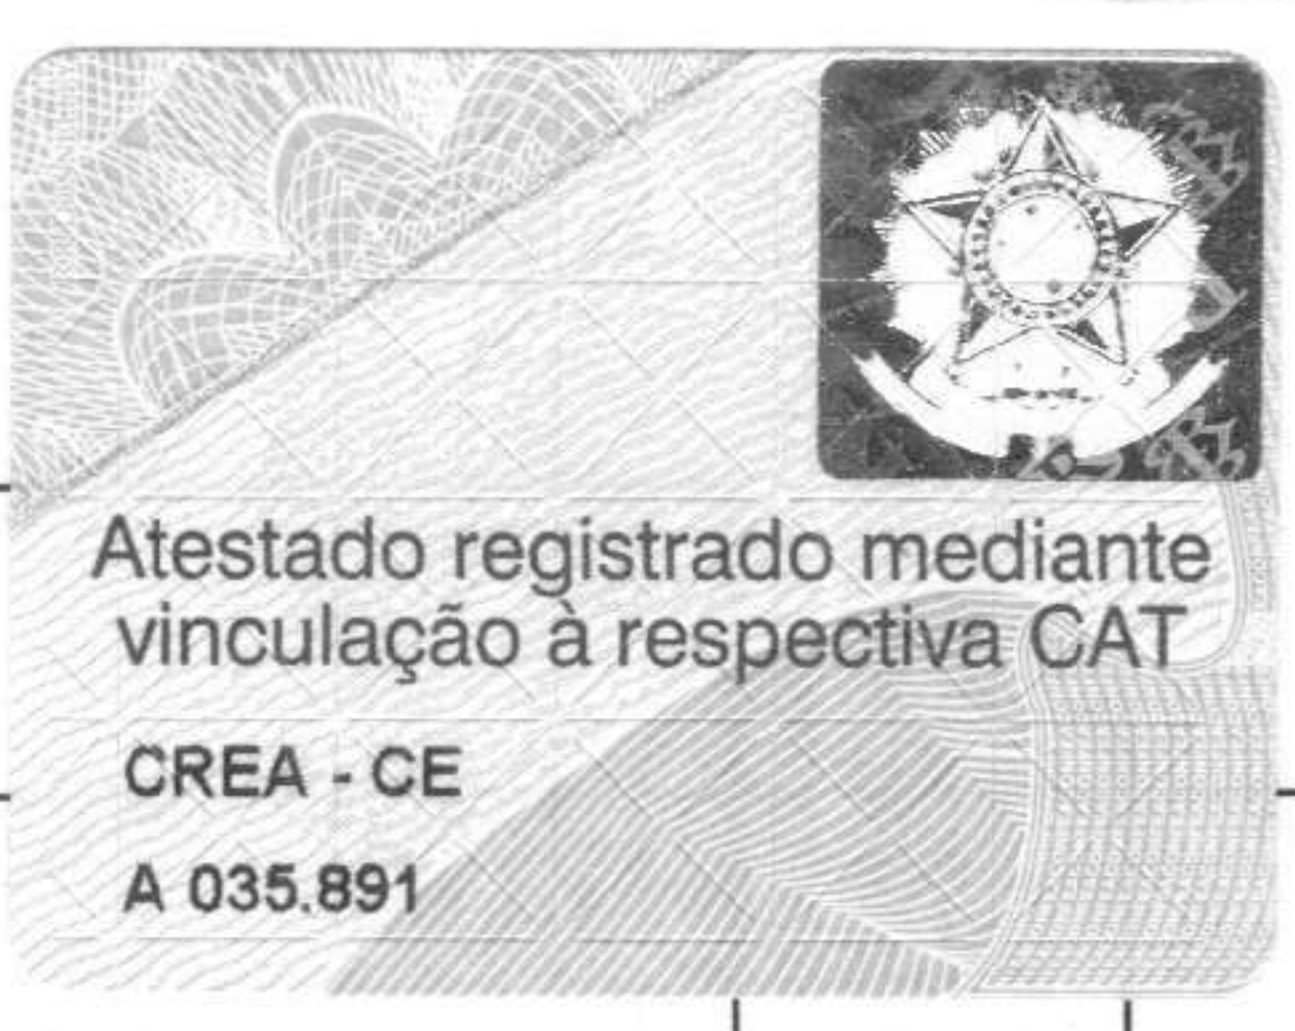 Atestado registrado mediante
vinculação à respectiva CAT
CREA - CE
A 035.891